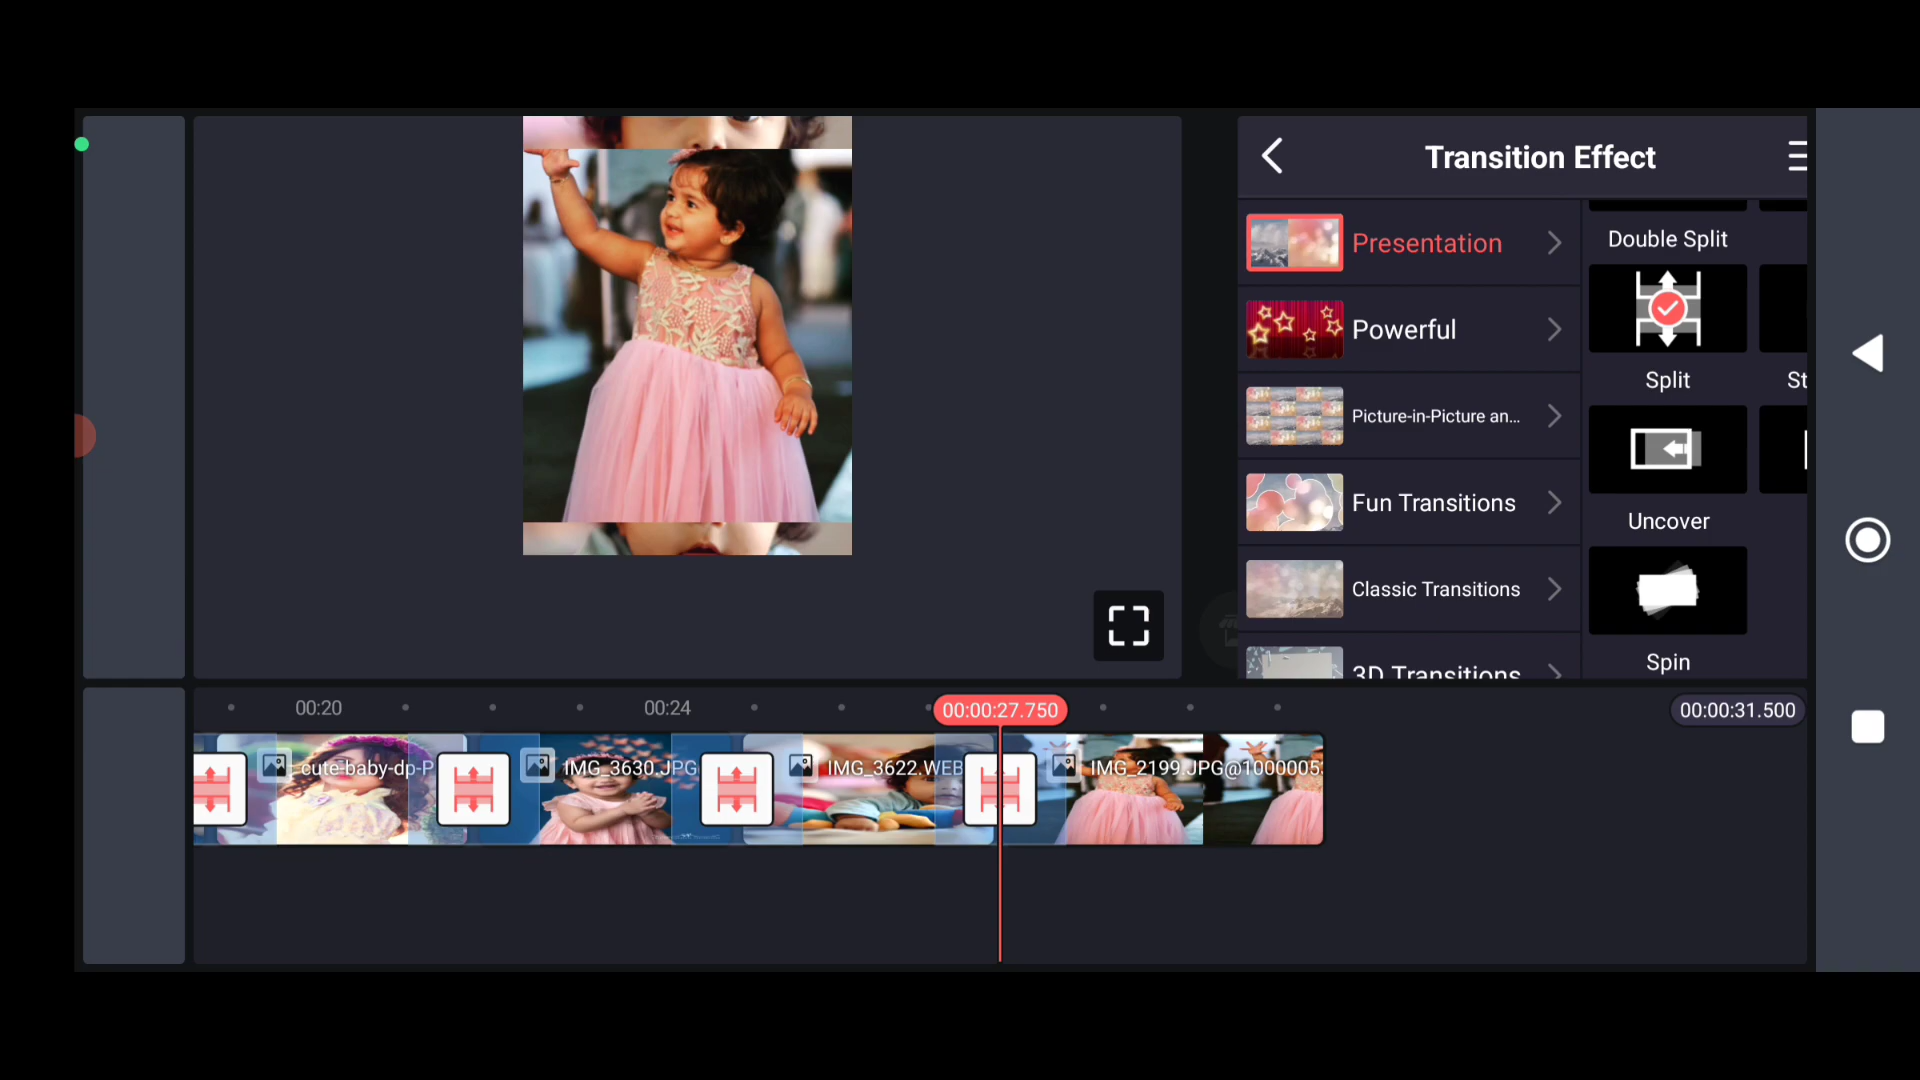 Transition Effect
Presentation
Powerful
Picture-in-Picture an...
Fun Transitions
Classic Transitions
3D Transitions
Double Split
Split
St
Uncover
Spin
00:20
00:24
00:00:27.750
00:00:31.500
cute-baby-dp-P
IMG_3630.JPG
IMG_3622.WEB
IMG_2199.JPG@1000005